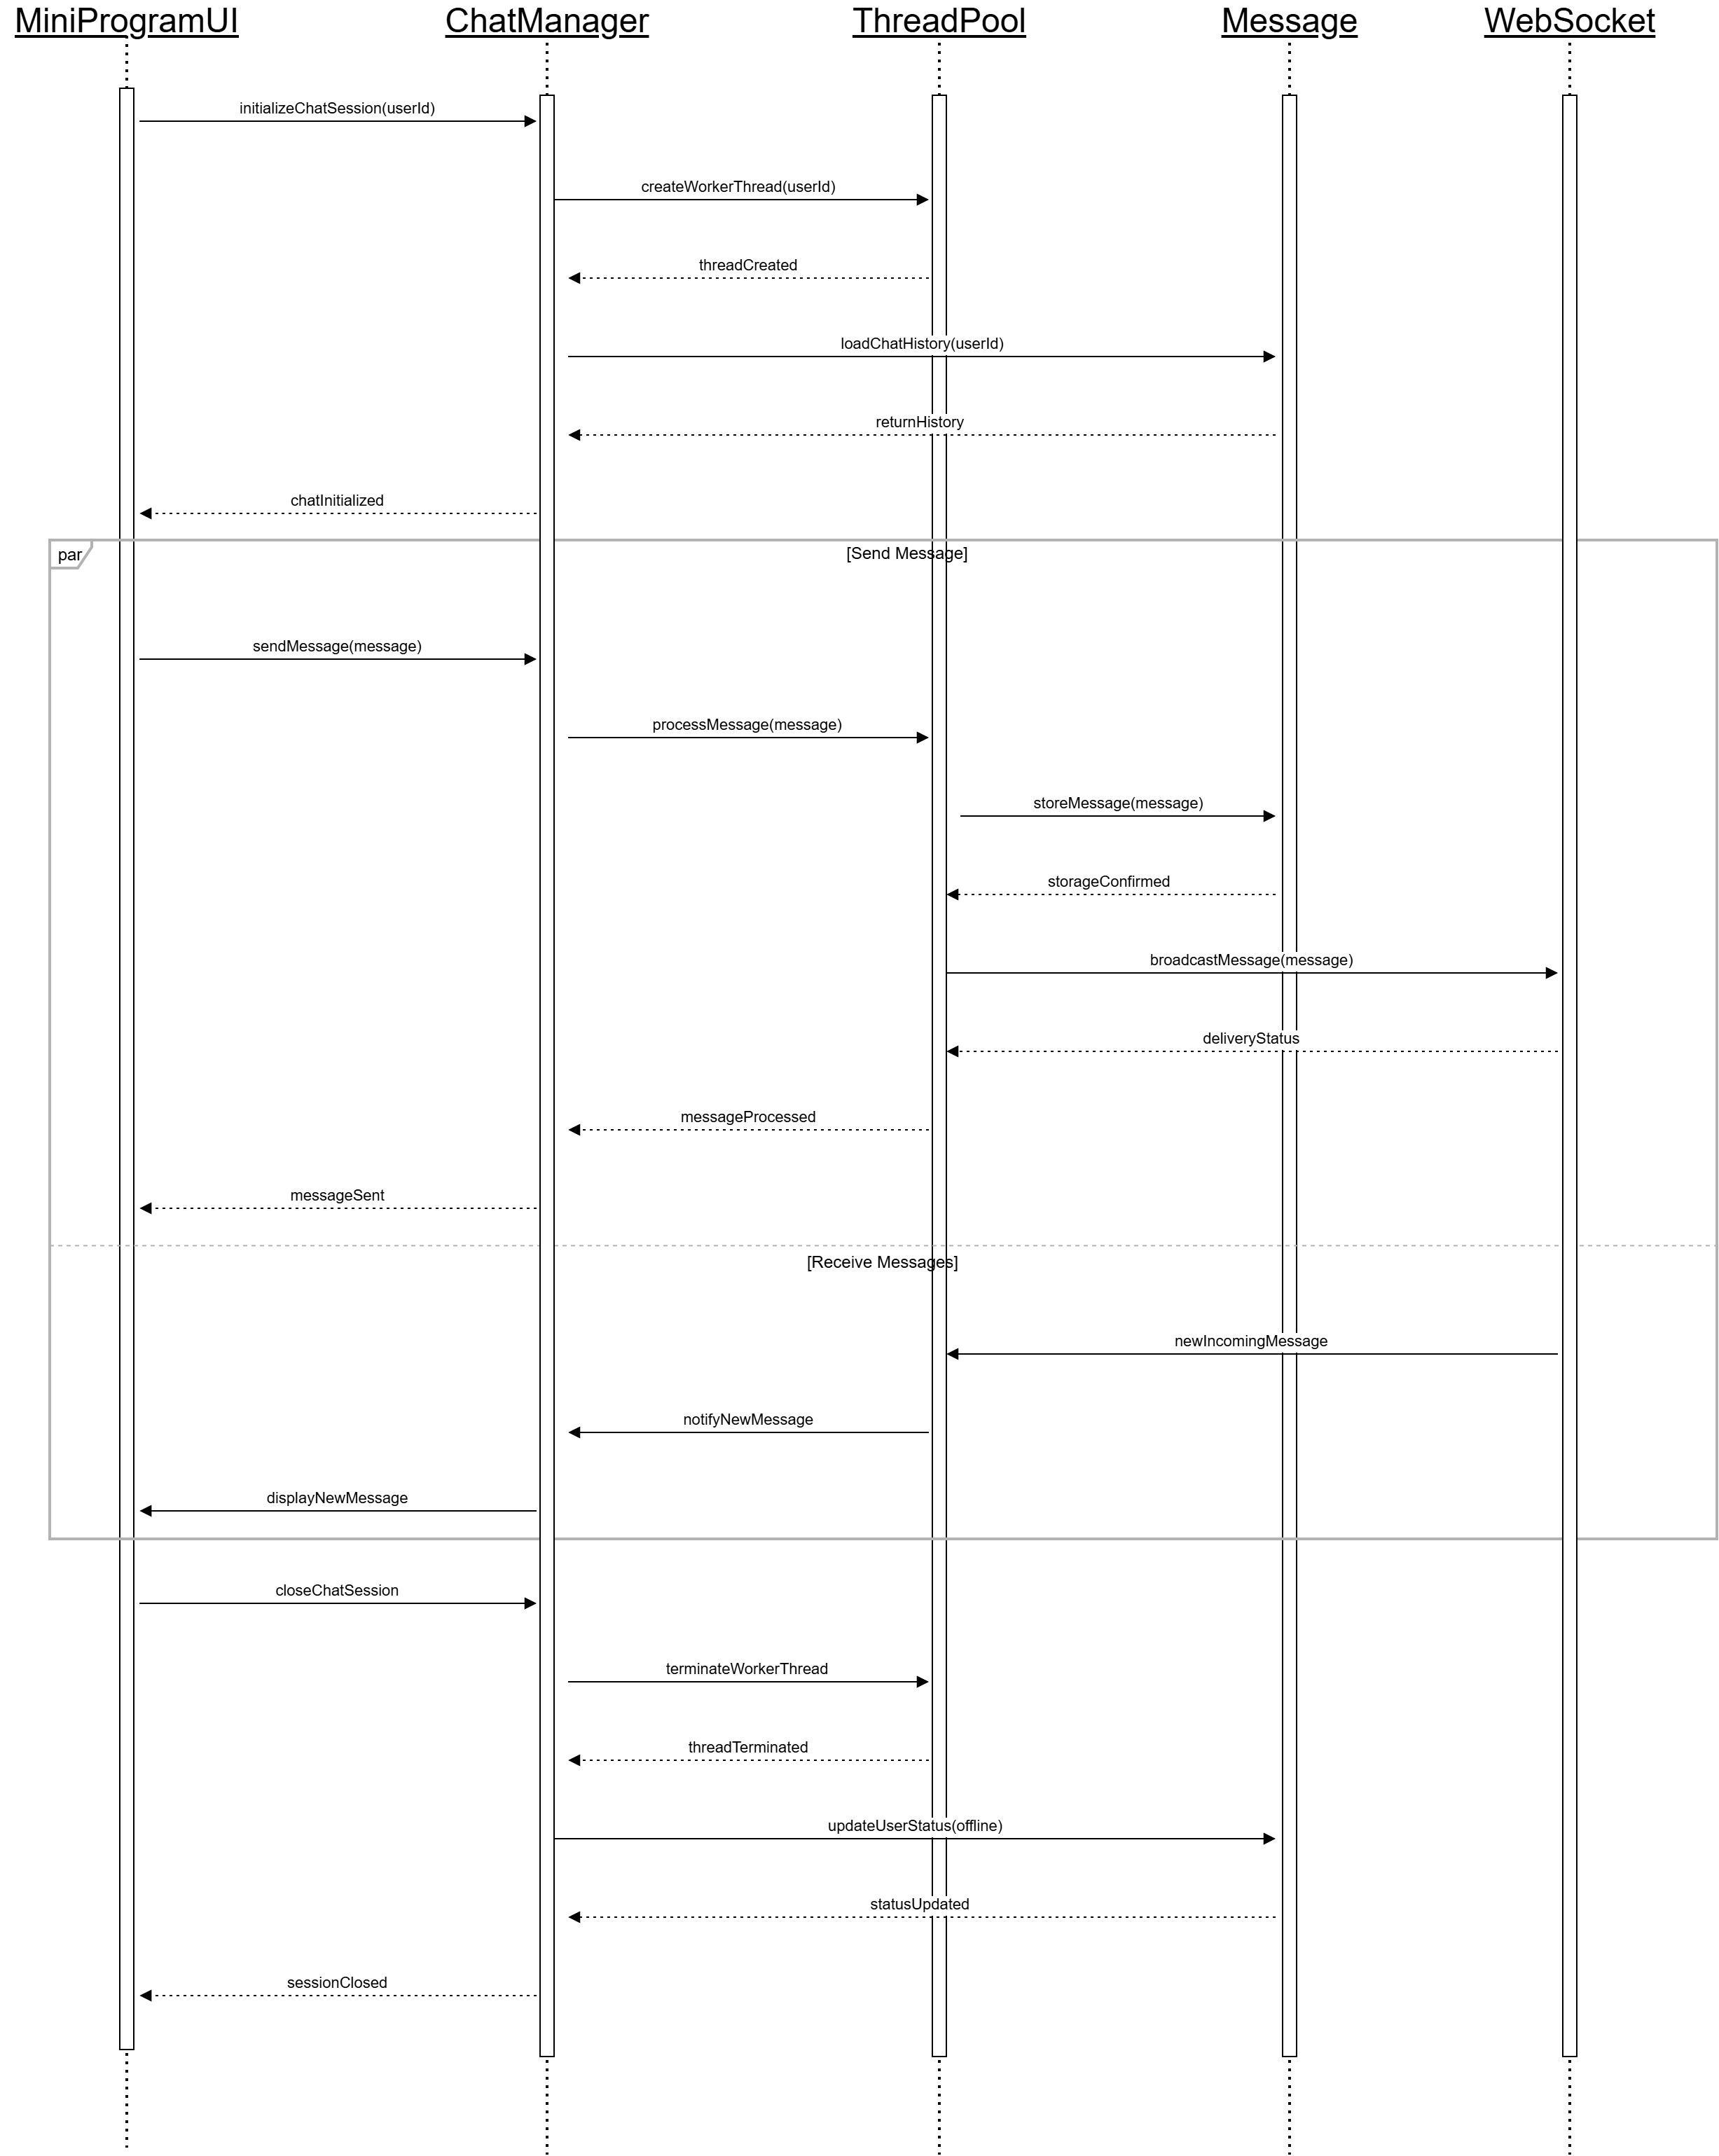 MiniProgramUI
ChatManager
ThreadPool
Message
WebSocket
initializeChatSession(userId)
createWorkerThread(userId)
threadCreated
loadChatHistory(userId)
returnHistory
chatInitialized
par
[Send Message]
sendMessage(message)
processMessage(message)
storeMessage(message)
storageConfirmed
broadcastMessage(message)
deliveryStatus
messageProcessed
messageSent
[Receive Messages]
newIncomingMessage
notifyNewMessage
displayNewMessage
closeChatSession
terminateWorkerThread
threadTerminated
updateUserStatus(offline)
statusUpdated
sessionClosed